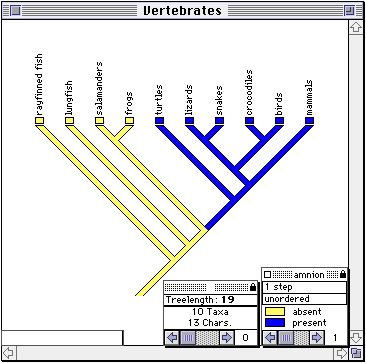 Vertebrates
rayfinned fish
lungfish
salamanders
frogs
turtles
lizards
snakes
crocodiles
birds
mammals
Treelength: 19
10 Taxa
13 Chars.
0
amnion
1 step
unordered
absent
present
1